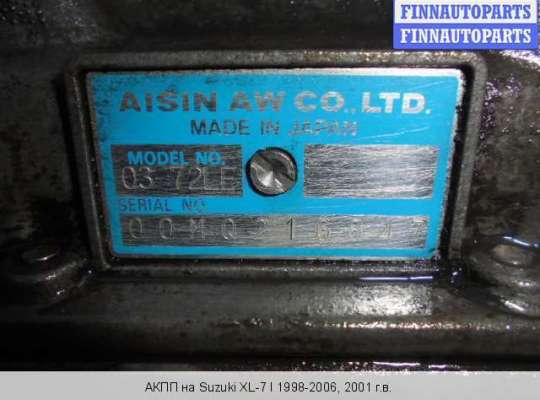 FINNAUTOPARTS
FINNAUTOPARTS
AISIN AW CO., LTD.
MADE IN JAPAN
MODEL NO.
03-72LE
SERIAL NO
АКПП на Suzuki XL-7 I 1998-2006, 2001 г.в.